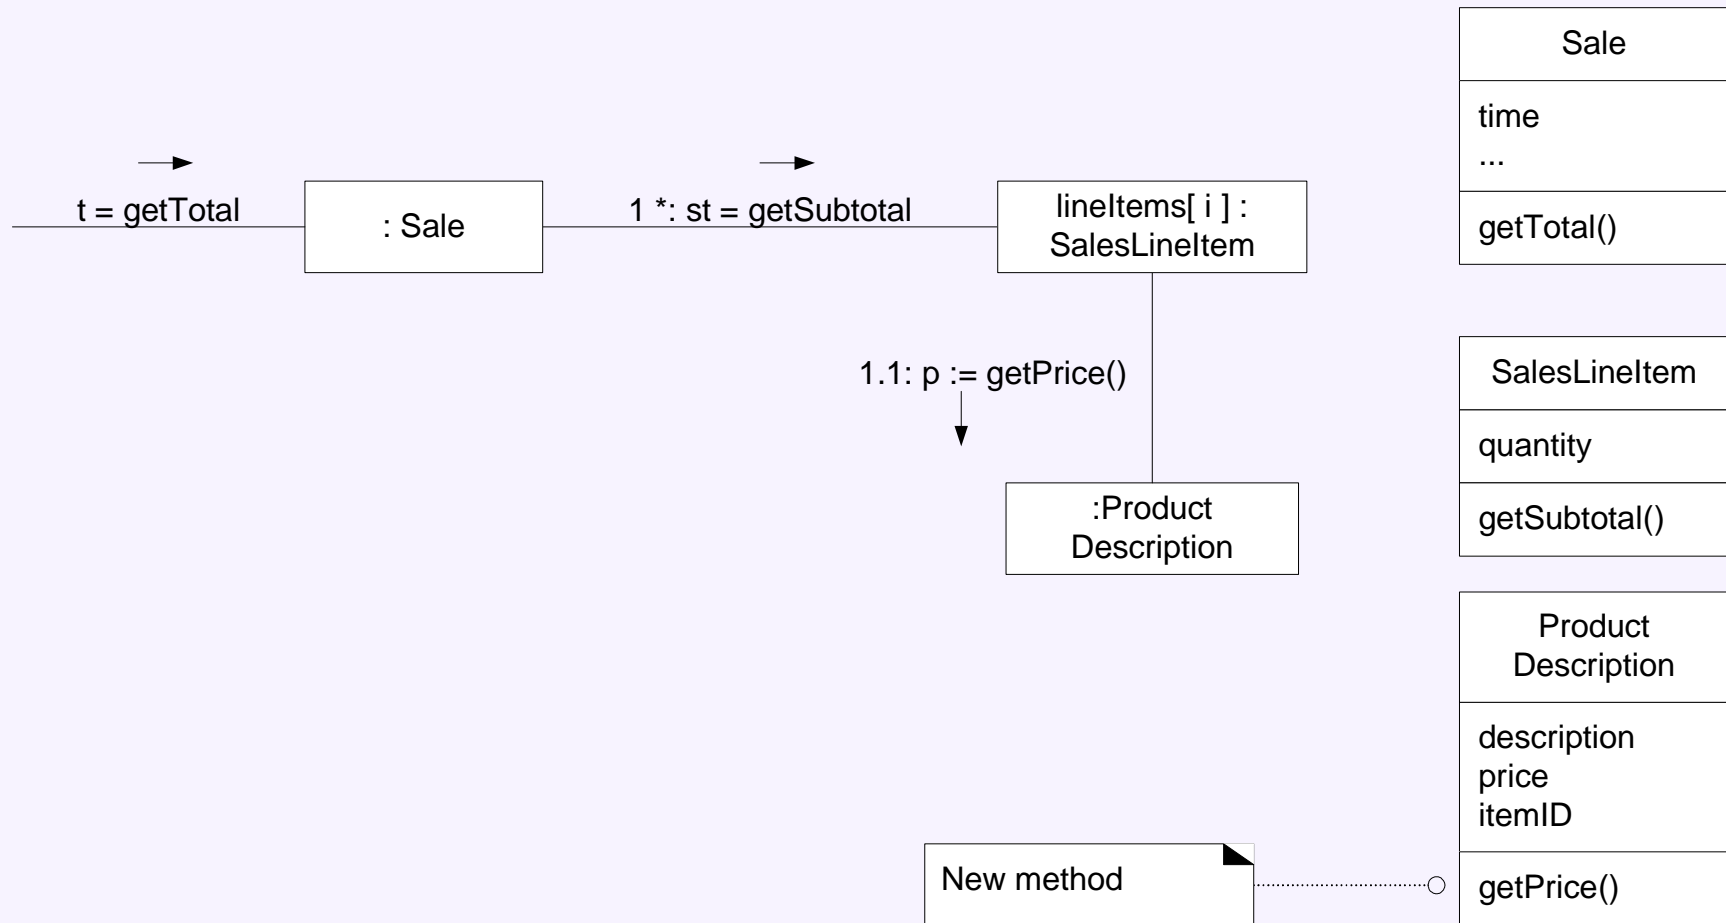 t = getTotal
: Sale
1 *: st = getSubtotal
lineItems[ i ] :
SalesLineItem
1.1: p := getPrice()
:Product
Description
New method
Sale
time
...
getTotal()
SalesLineItem
quantity
getSubtotal()
Product
Description
description
price
itemID
getPrice()